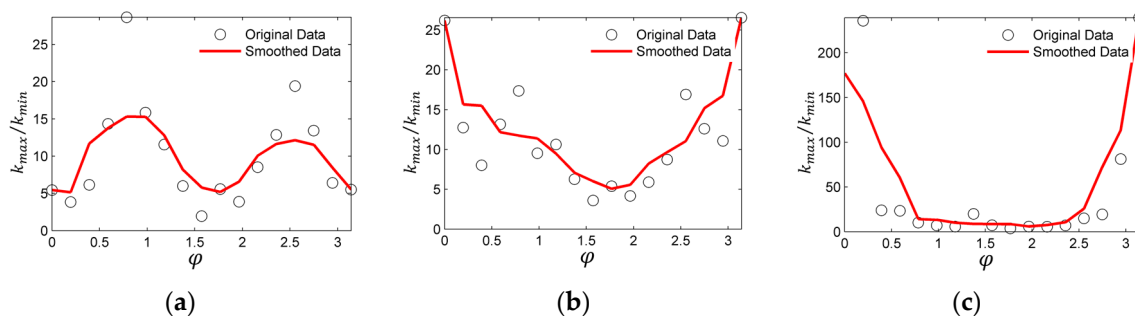 25
20
15
10
5
0
0 0.5 1 1.5 2 2.5 3
k_max/k_min
φ
Original Data
Smoothed Data
(a)
25
20
15
10
5
0
0 0.5 1 1.5 2 2.5 3
k_max/k_min
φ
Original Data
Smoothed Data
(b)
200
150
100
50
0
0 0.5 1 1.5 2 2.5 3
k_max/k_min
φ
Original Data
Smoothed Data
(c)